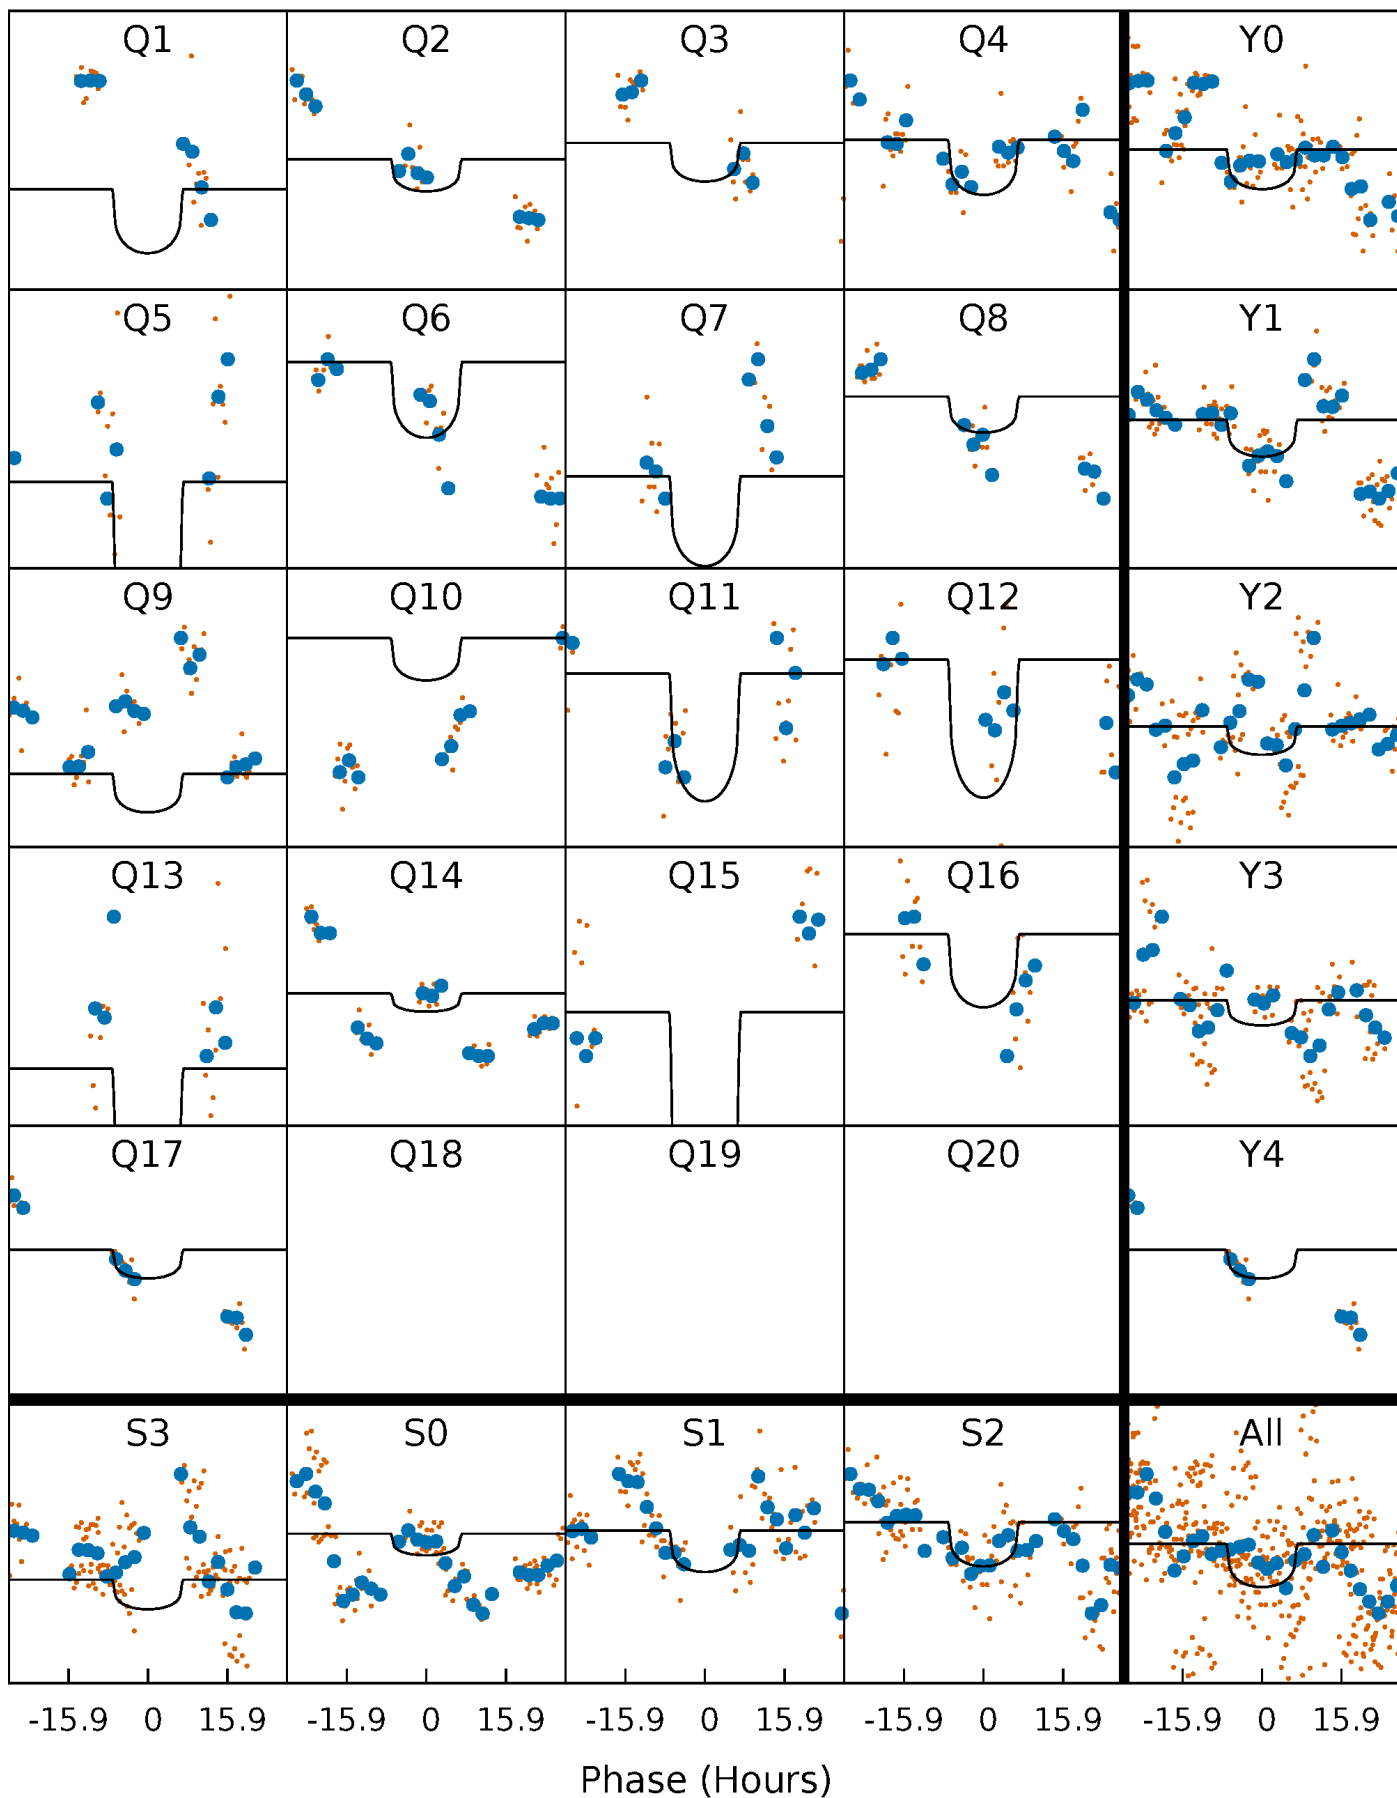 Q1 Q2 Q3 Q4 Y0
Q5 Q6 Q7 Q8 Y1
Q9 Q10 Q11 Q12 Y2
Q13 Q14 Q15 Q16 Y3
Q17 Q18 Q19 Q20 Y4
S3 S0 S1 S2 All
-15.9 0 15.9 -15.9 0 15.9 -15.9 0 15.9 -15.9 0 15.9 -15.9 0 15.9
Phase (Hours)